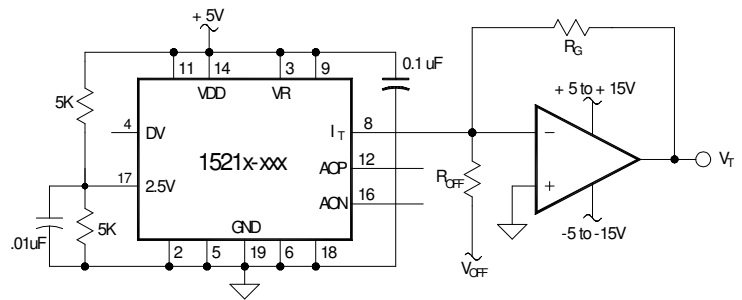 + 5V
11
14
3
9
0.1 uF
R_G
VDD
VR
5K
+ 5 to + 15V
4
DV
I_T
8
−
1521x-xxx
AOP
12
R_OFF
V_T
17
2.5V
AON
16
+
.01uF
5K
GND
-5 to -15V
2
5
19
6
18
V_OFF